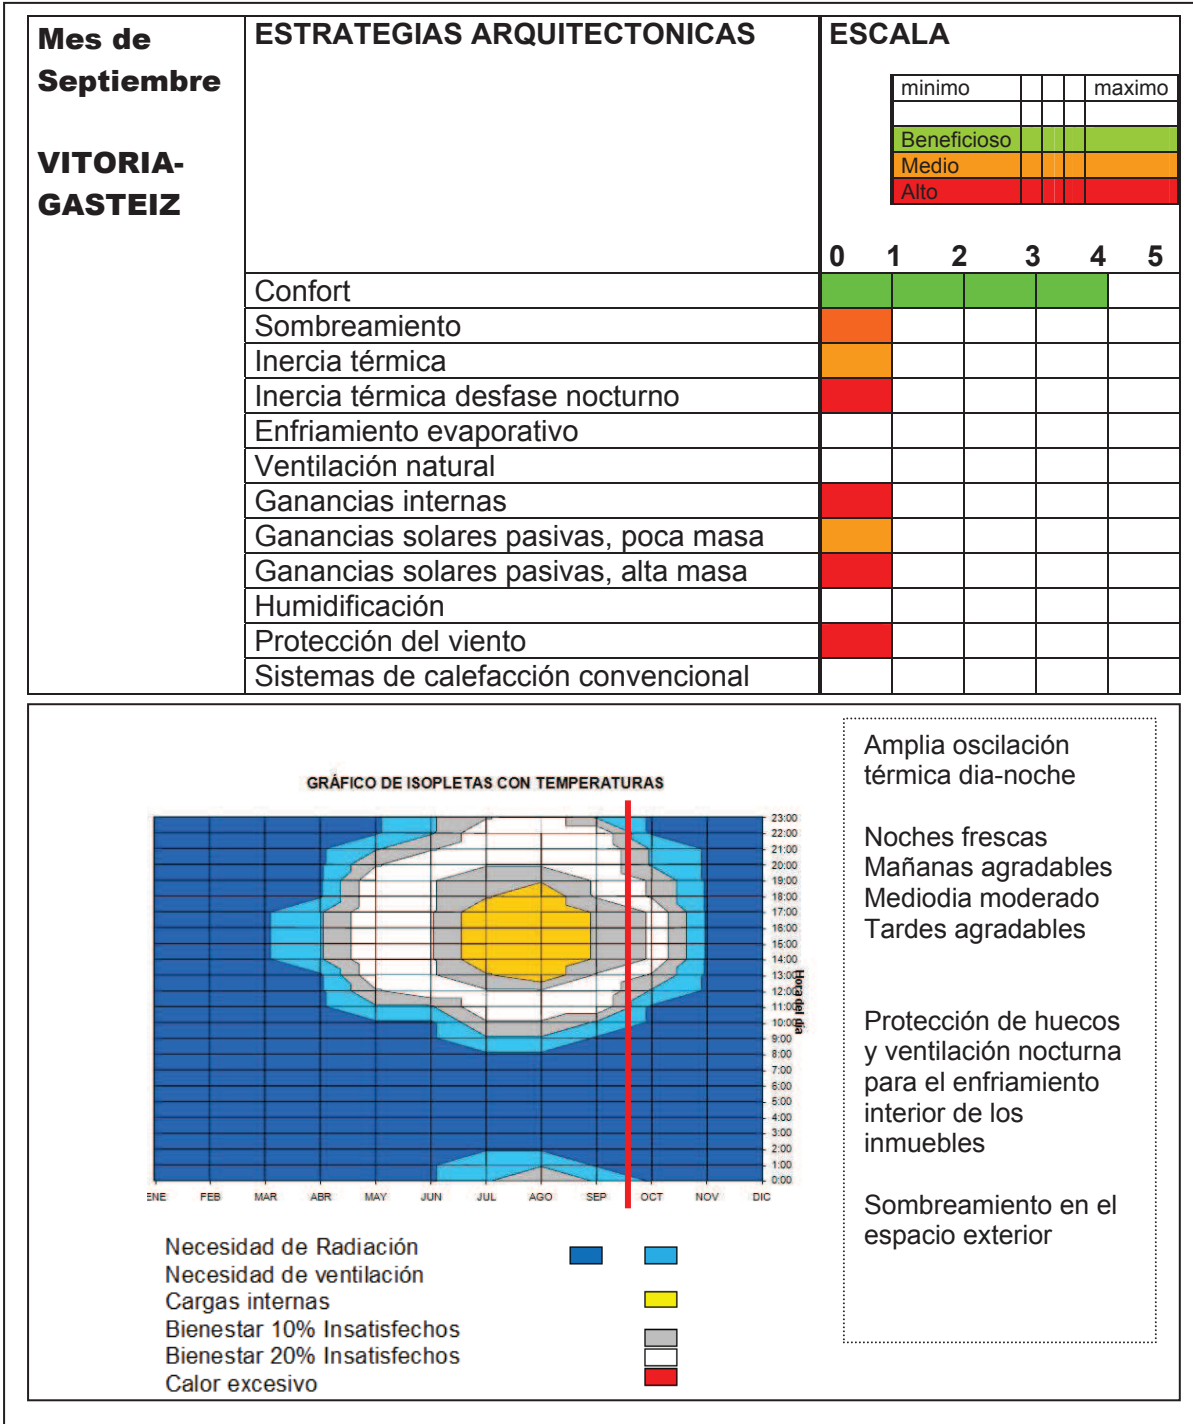 Mes de
Septiembre
VITORIA-
GASTEIZ
ESTRATEGIAS ARQUITECTONICAS
ESCALA
minimo maximo
Beneficioso
Medio
Alto
0 1 2 3 4 5
Confort
Sombreamiento
Inercia térmica
Inercia térmica desfase nocturno
Enfriamiento evaporativo
Ventilación natural
Ganancias internas
Ganancias solares pasivas, poca masa
Ganancias solares pasivas, alta masa
Humidificación
Protección del viento
Sistemas de calefacción convencional
GRÁFICO DE ISOPLETAS CON TEMPERATURAS
23:00
22:00
21:00
20:00
19:00
18:00
17:00
16:00
15:00
14:00
13:00
12:00
11:00
10:00
9:00
8:00
7:00
6:00
5:00
4:00
3:00
2:00
1:00
0:00
Hora del día
ENE FEB MAR ABR MAY JUN JUL AGO SEP OCT NOV DIC
Necesidad de Radiación
Necesidad de ventilación
Cargas internas
Bienestar 10% Insatisfechos
Bienestar 20% Insatisfechos
Calor excesivo
Amplia oscilación
térmica dia-noche
Noches frescas
Mañanas agradables
Mediodia moderado
Tardes agradables
Protección de huecos
y ventilación nocturna
para el enfriamiento
interior de los
inmuebles
Sombreamiento en el
espacio exterior